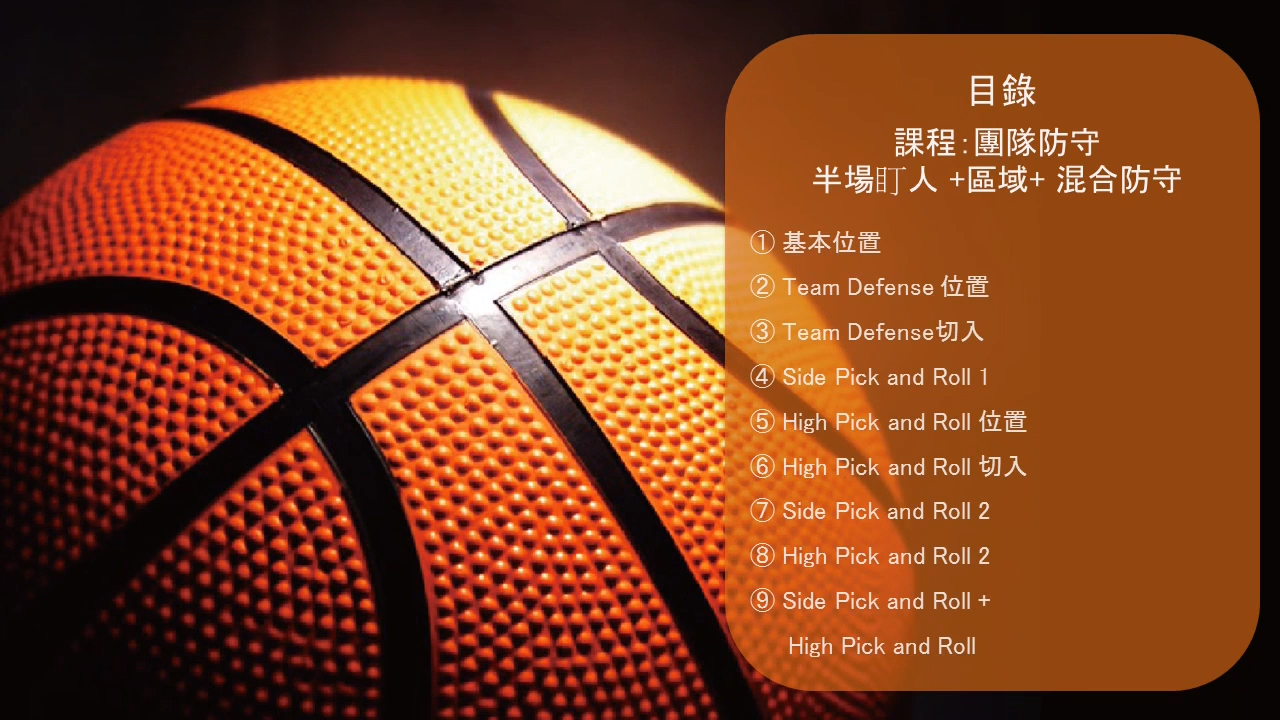 目錄
課程:團隊防守
半場盯人 +區域+ 混合防守
① 基本位置
② Team Defense 位置
③ Team Defense切入
④ Side Pick and Roll 1
⑤ High Pick and Roll 位置
⑥ High Pick and Roll 切入
⑦ Side Pick and Roll 2
⑧ High Pick and Roll 2
⑨ Side Pick and Roll +
High Pick and Roll